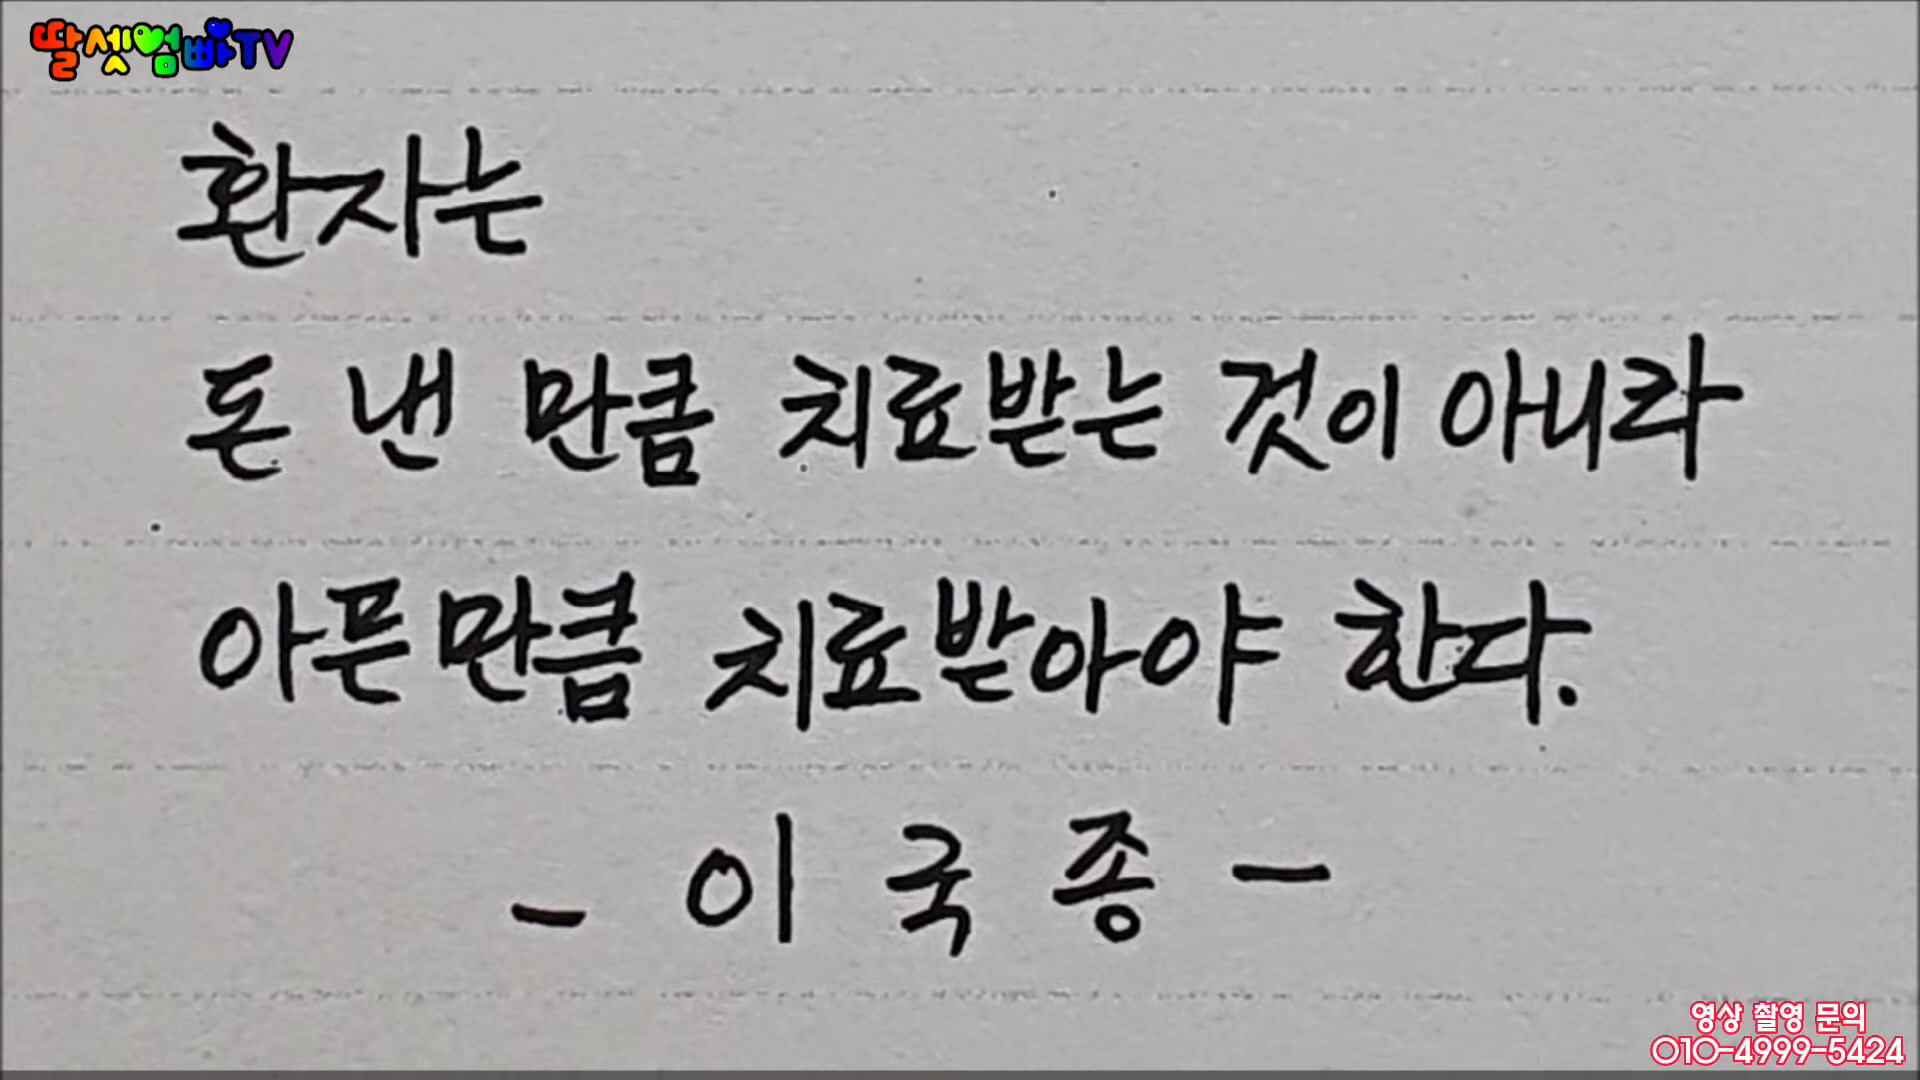 딸셋엄빠TV
환자는
돈 낸 만큼 치료받는 것이 아니라
아픈만큼 치료받아야 한다.
- 이국종 -
영상 촬영 문의
010-4999-5424